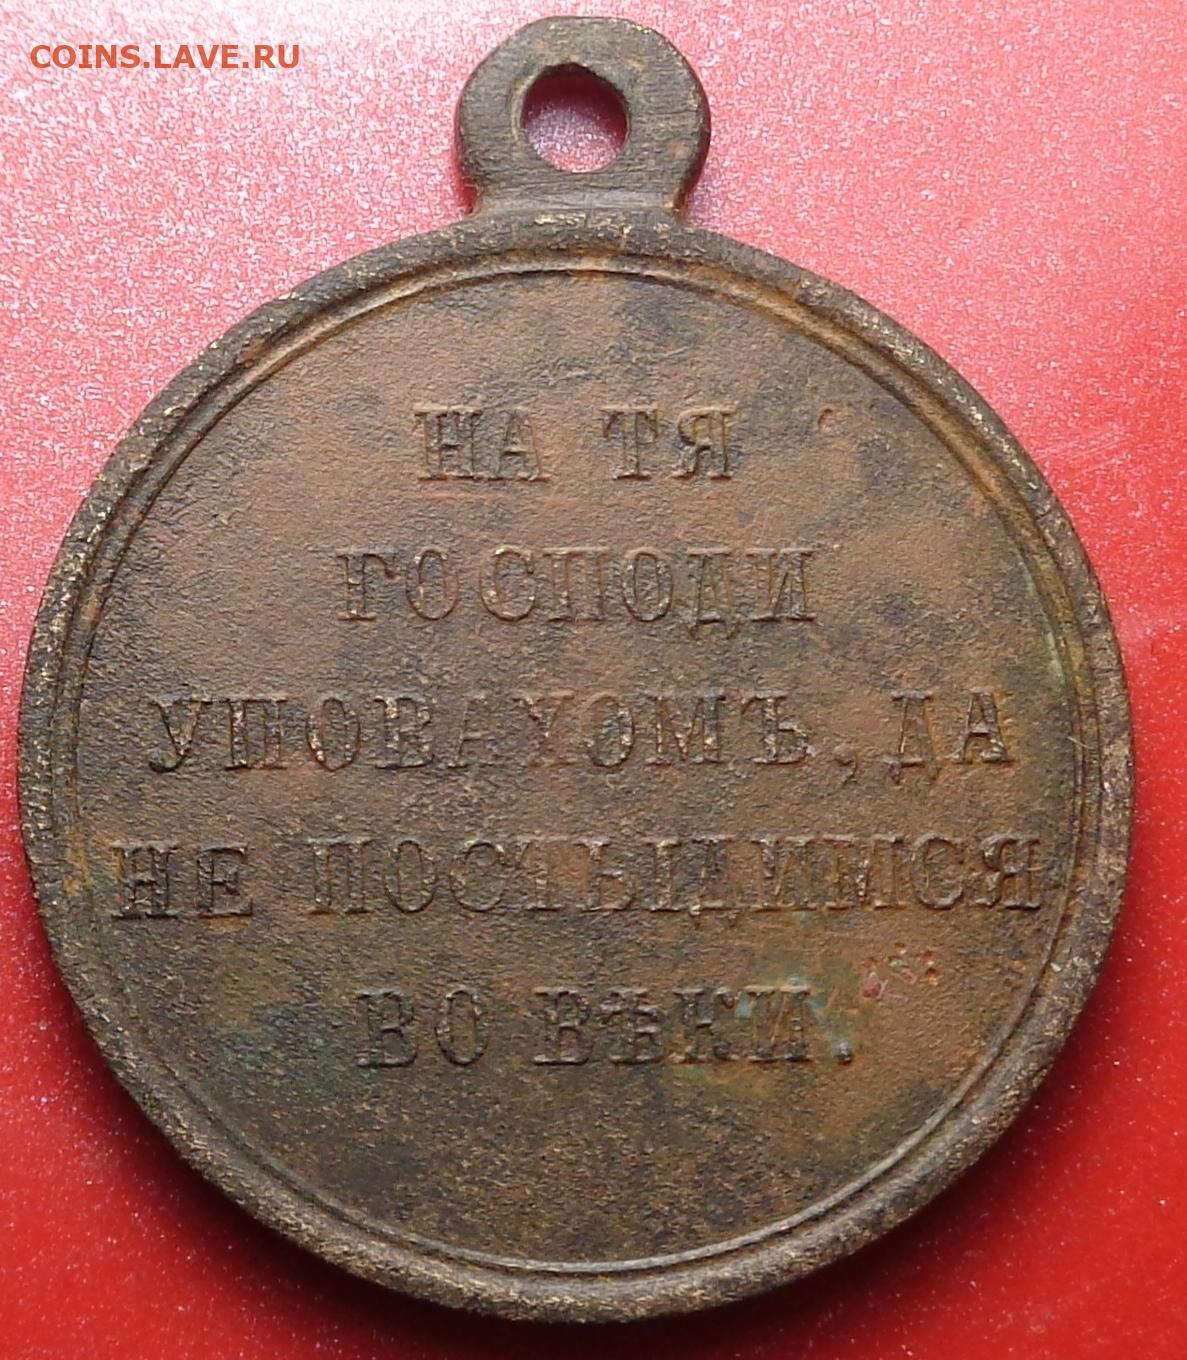 COINS.LAVE.RU
НА ТЯ
ГОСПОДИ
УПОВАХОМЪ, ДА
НЕ ПОСТЫДИМСЯ
ВО ВѢКИ.